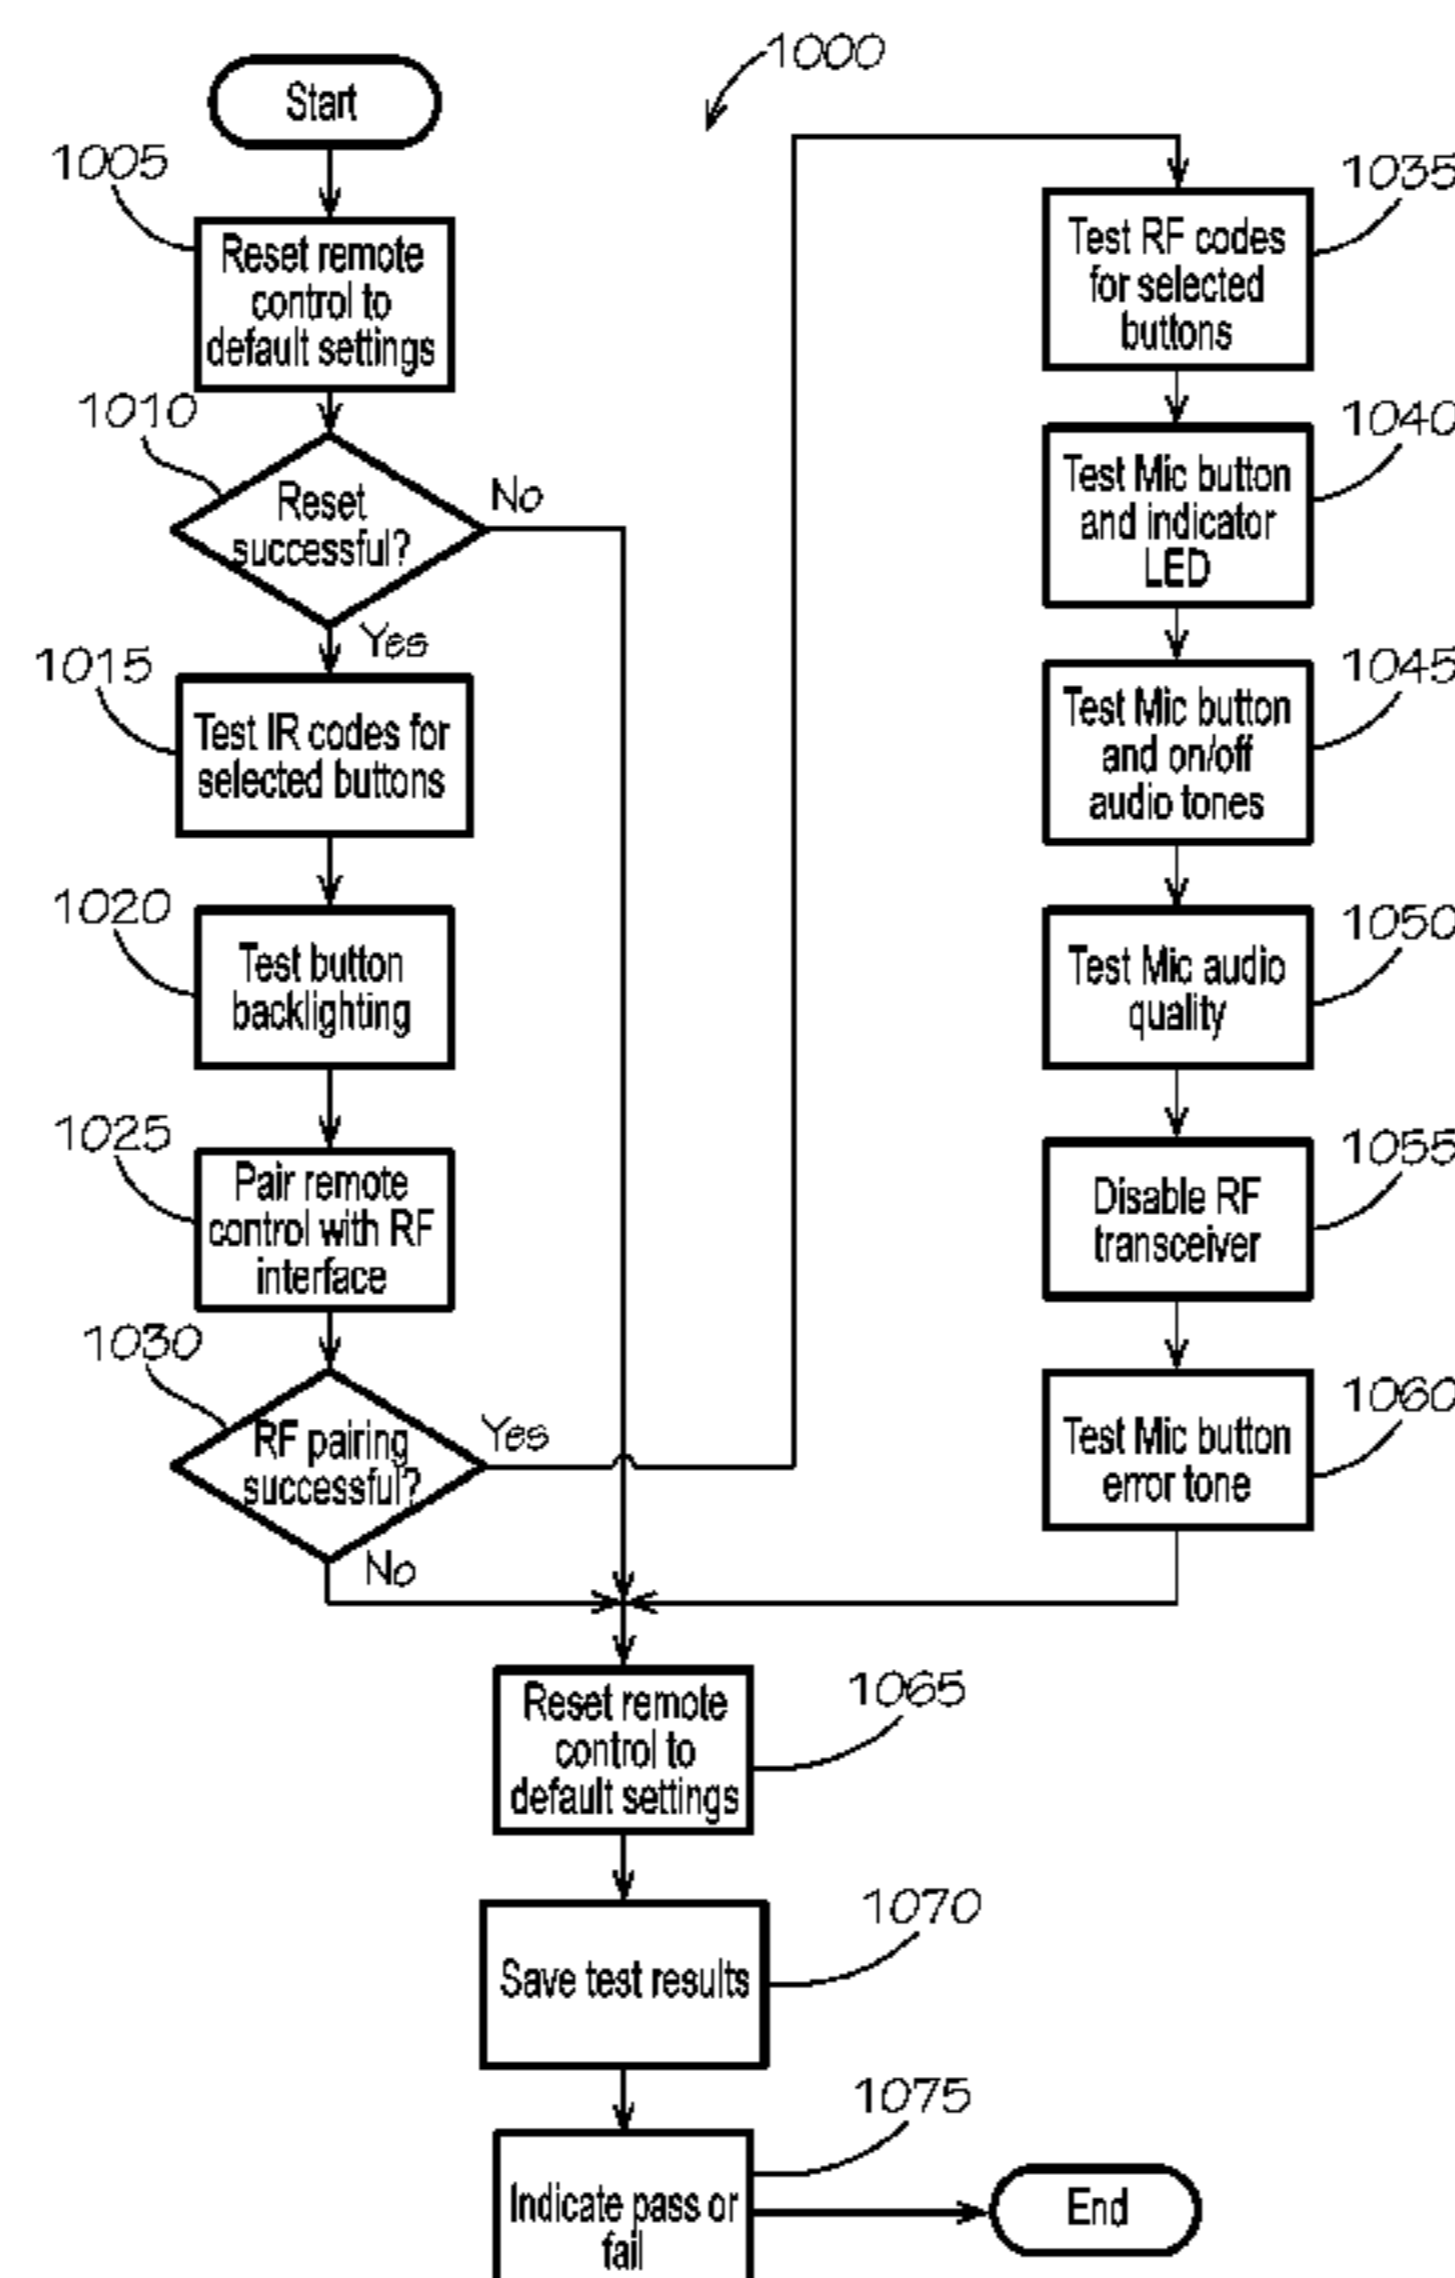 1000
Start
1005
Reset remote
control to
default settings
1010
Reset
successful?
No
Yes
1015
Test IR codes for
selected buttons
1020
Test button
backlighting
1025
Pair remote
control with RF
interface
1030
RF pairing
successful?
Yes
No
1035
Test RF codes
for selected
buttons
1040
Test Mic button
and indicator
LED
1045
Test Mic button
and on/off
audio tones
1050
Test Mic audio
quality
1055
Disable RF
transceiver
1060
Test Mic button
error tone
1065
Reset remote
control to
default settings
1070
Save test results
1075
Indicate pass or
fail
End